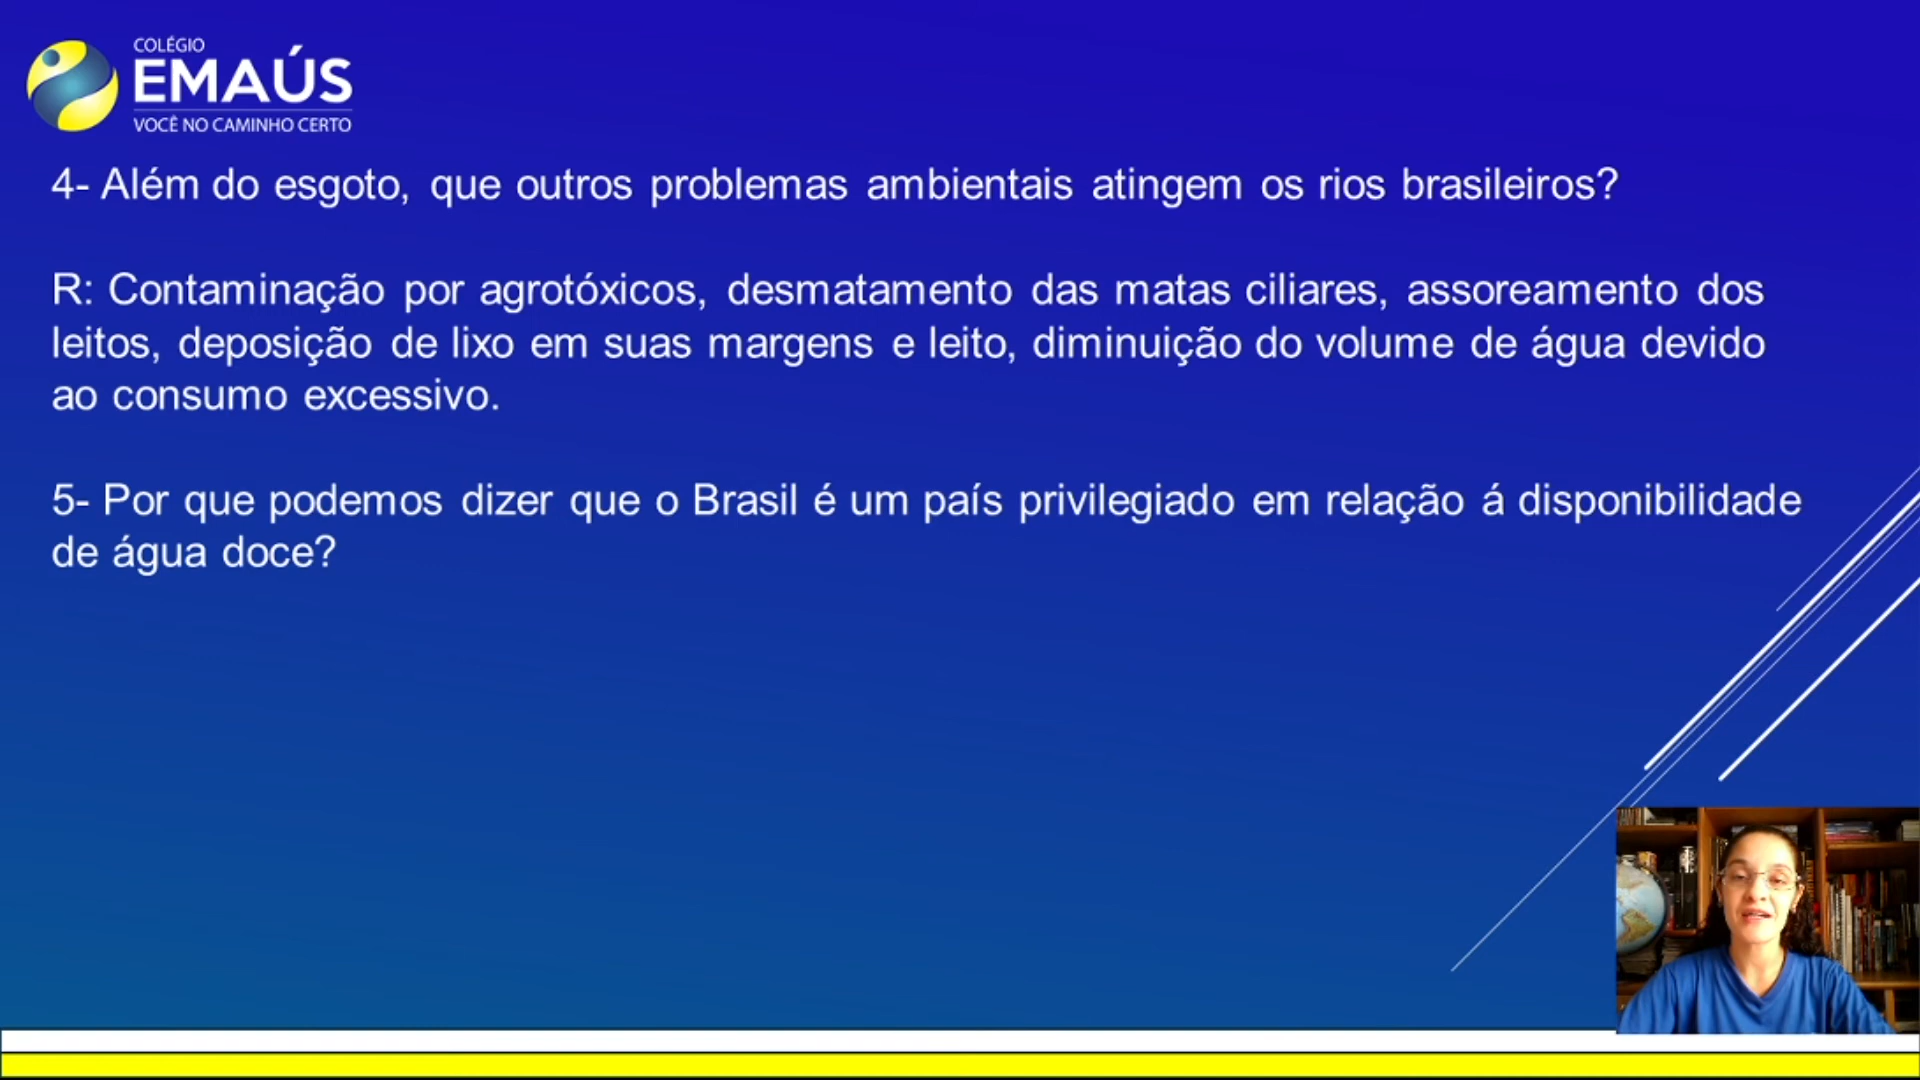 COLÉGIO
EMAÚS
VOCÊ NO CAMINHO CERTO
4- Além do esgoto, que outros problemas ambientais atingem os rios brasileiros?
R: Contaminação por agrotóxicos, desmatamento das matas ciliares, assoreamento dos
leitos, deposição de lixo em suas margens e leito, diminuição do volume de água devido
ao consumo excessivo.
5- Por que podemos dizer que o Brasil é um país privilegiado em relação á disponibilidade
de água doce?